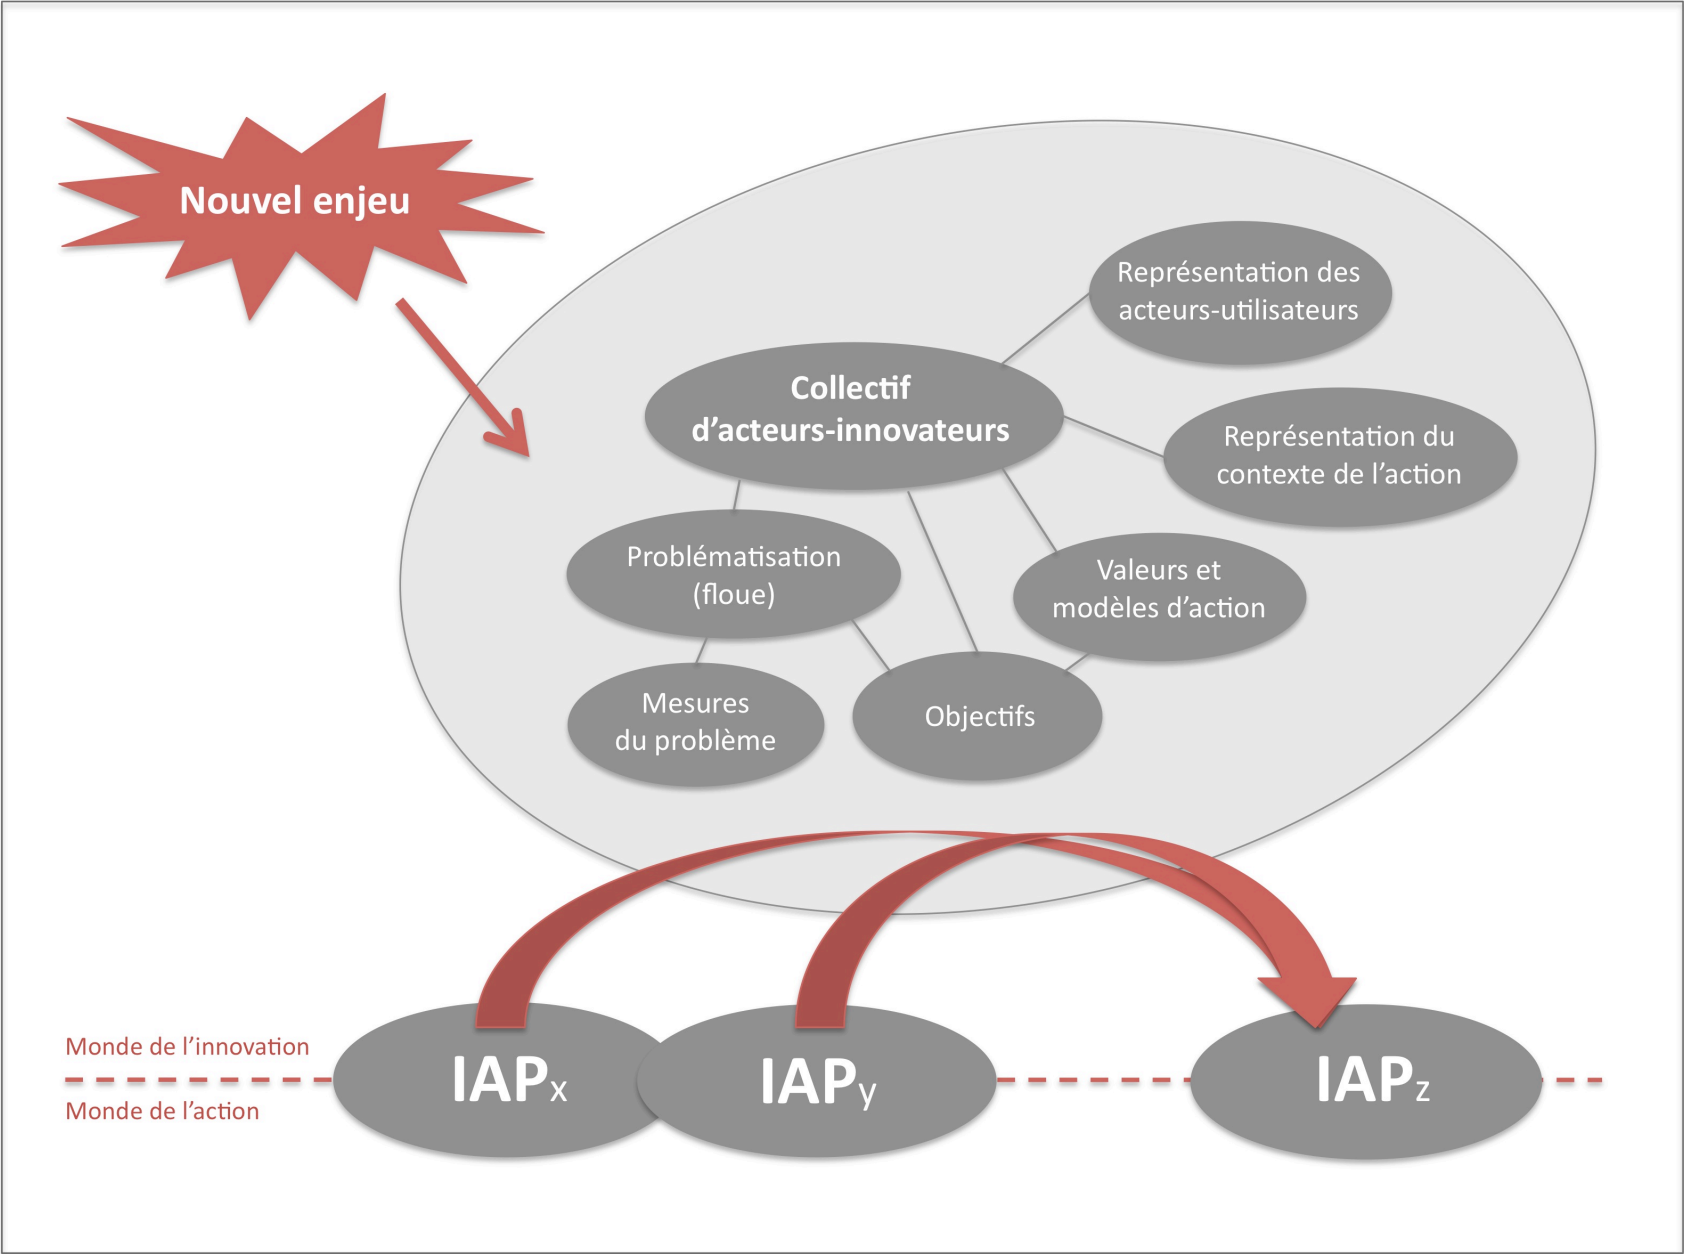 Nouvel enjeu
Représentation des
acteurs-utilisateurs
Collectif
d’acteurs-innovateurs
Représentation du
contexte de l’action
Problématisation
(floue)
Valeurs et
modèles d’action
Mesures
du problème
Objectifs
Monde de l’innovation
Monde de l’action
IAPx
IAPy
IAPz